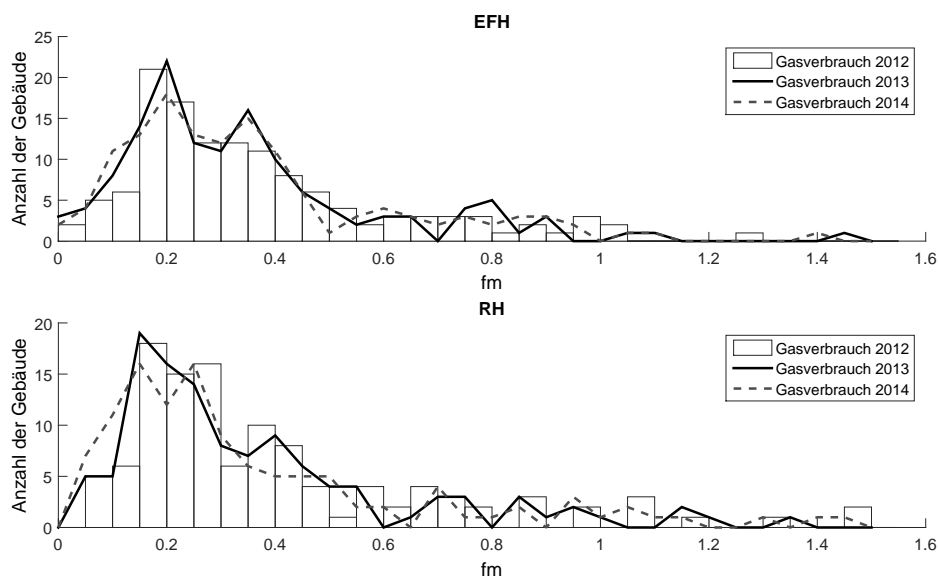 EFH
25
20
15
10
5
0
Anzahl der Gebäude
Gasverbrauch 2012
Gasverbrauch 2013
Gasverbrauch 2014
0 0.2 0.4 0.6 0.8 1 1.2 1.4 1.6
fm
RH
20
15
10
5
0
Anzahl der Gebäude
Gasverbrauch 2012
Gasverbrauch 2013
Gasverbrauch 2014
0 0.2 0.4 0.6 0.8 1 1.2 1.4 1.6
fm